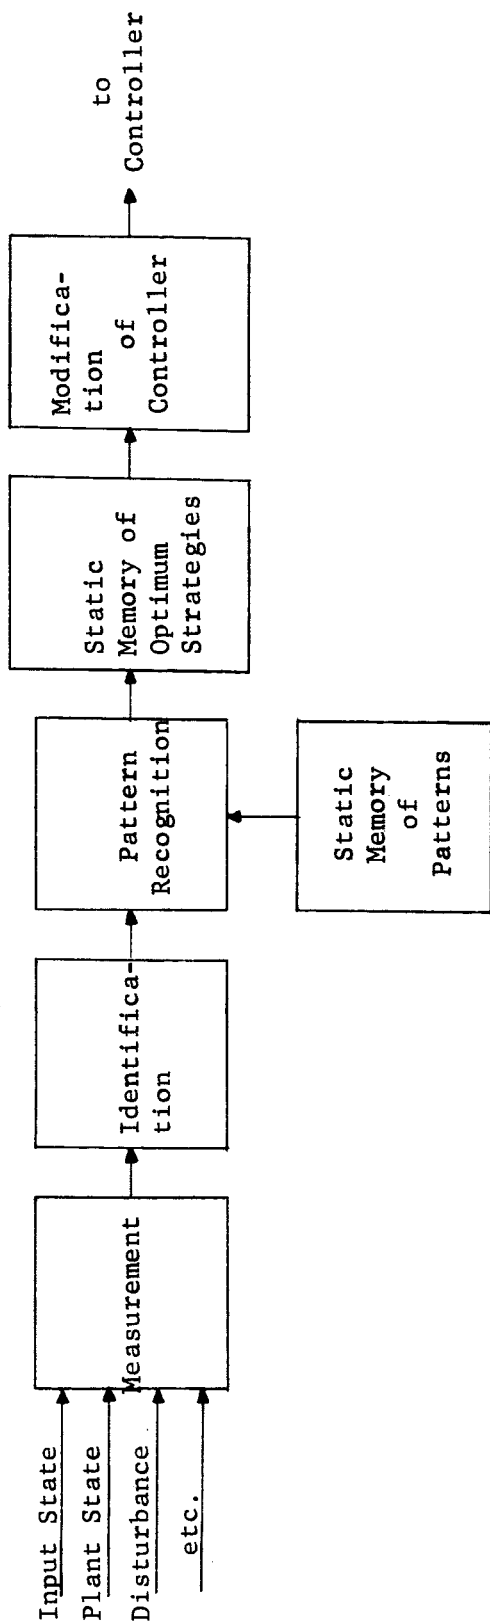 Input State
Plant State
Disturbance
etc.
Measurement
Identifica-
tion
Pattern
Recognition
Static
Memory
of
Patterns
Static
Memory of
Optimum
Strategies
Modifica-
tion
of
Controller
to
Controller